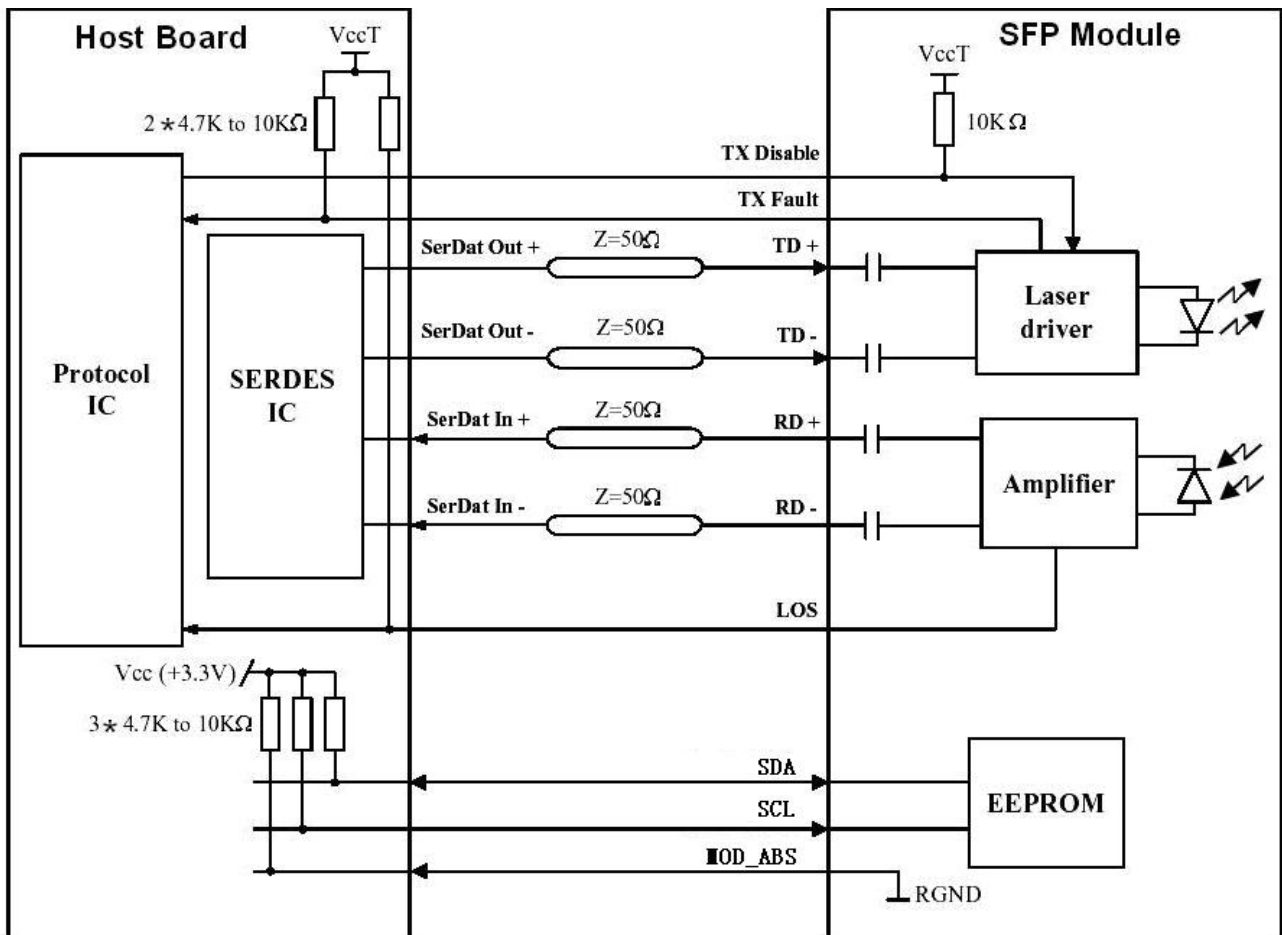 Host Board
SFP Module
VccT
VccT
2*4.7K to 10KΩ
10KΩ
TX Disable
TX Fault
SerDat Out +
Z=50Ω
TD +
Laser
driver
SerDat Out -
Z=50Ω
TD -
Protocol
IC
SERDES
IC
SerDat In +
Z=50Ω
RD +
Amplifier
SerDat In -
Z=50Ω
RD -
LOS
Vcc (+3.3V)
3* 4.7K to 10KΩ
SDA
SCL
EEPROM
MOD_ABS
RGND